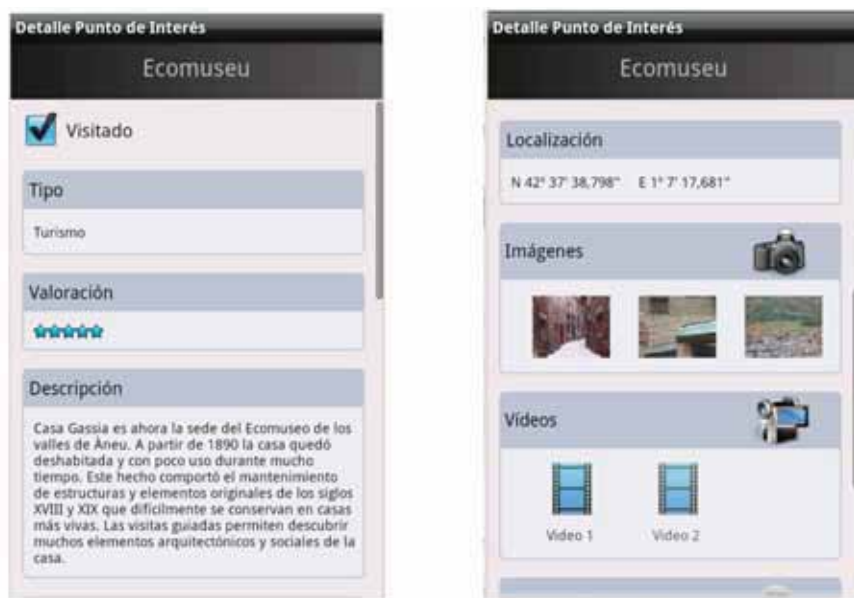 Detalle Punto de Interés
Ecomuseu
Visitado
Tipo
Turismo
Valoración
Descripción
Casa Gassia es ahora la sede del Ecomuseo de los
valles de Àneu. A partir de 1890 la casa quedó
deshabitada y con poco uso durante mucho
tiempo. Este hecho comportó el mantenimiento
de estructuras y elementos originales de los siglos
XVIII y XIX que difícilmente se conservan en casas
más vivas. Las visitas guiadas permiten descubrir
muchos elementos arquitectónicos y sociales de la
casa.
Detalle Punto de Interés
Ecomuseu
Localización
N 42º 37' 38,798" E 1º 7' 17,681"
Imágenes
Vídeos
Video 1 Video 2